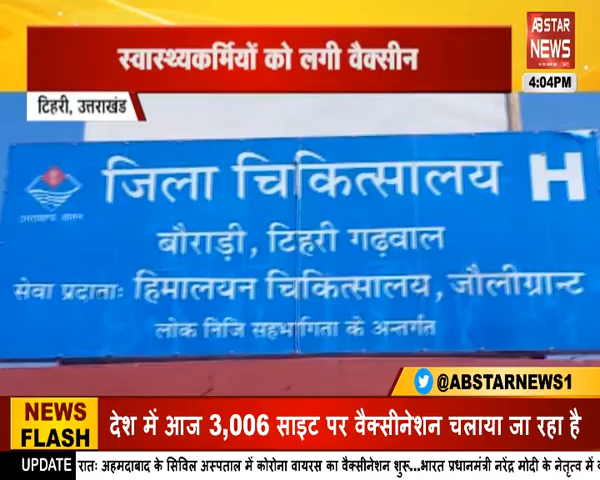 स्वास्थ्यकर्मियों को लगी वैक्सीन
ABSTAR
NEWS
टिहरी, उत्तराखंड
4:04PM
जिला चिकित्सालय H
बौराड़ी, टिहरी गढ़वाल
सेवा प्रदाताः हिमालयन चिकित्सालय, जौलीग्रान्ट
लोक निजि सहभागिता के अन्तर्गत
@ABSTARNEWS1
NEWS
FLASH
देश में आज 3,006 साइट पर वैक्सीनेशन चलाया जा रहा है
UPDATE
रातः अहमदाबाद के सिविल अस्पताल में कोरोना वायरस का वैक्सीनेशन शुरू...भारत प्रधानमंत्री नरेंद्र मोदी के नेतृत्व में